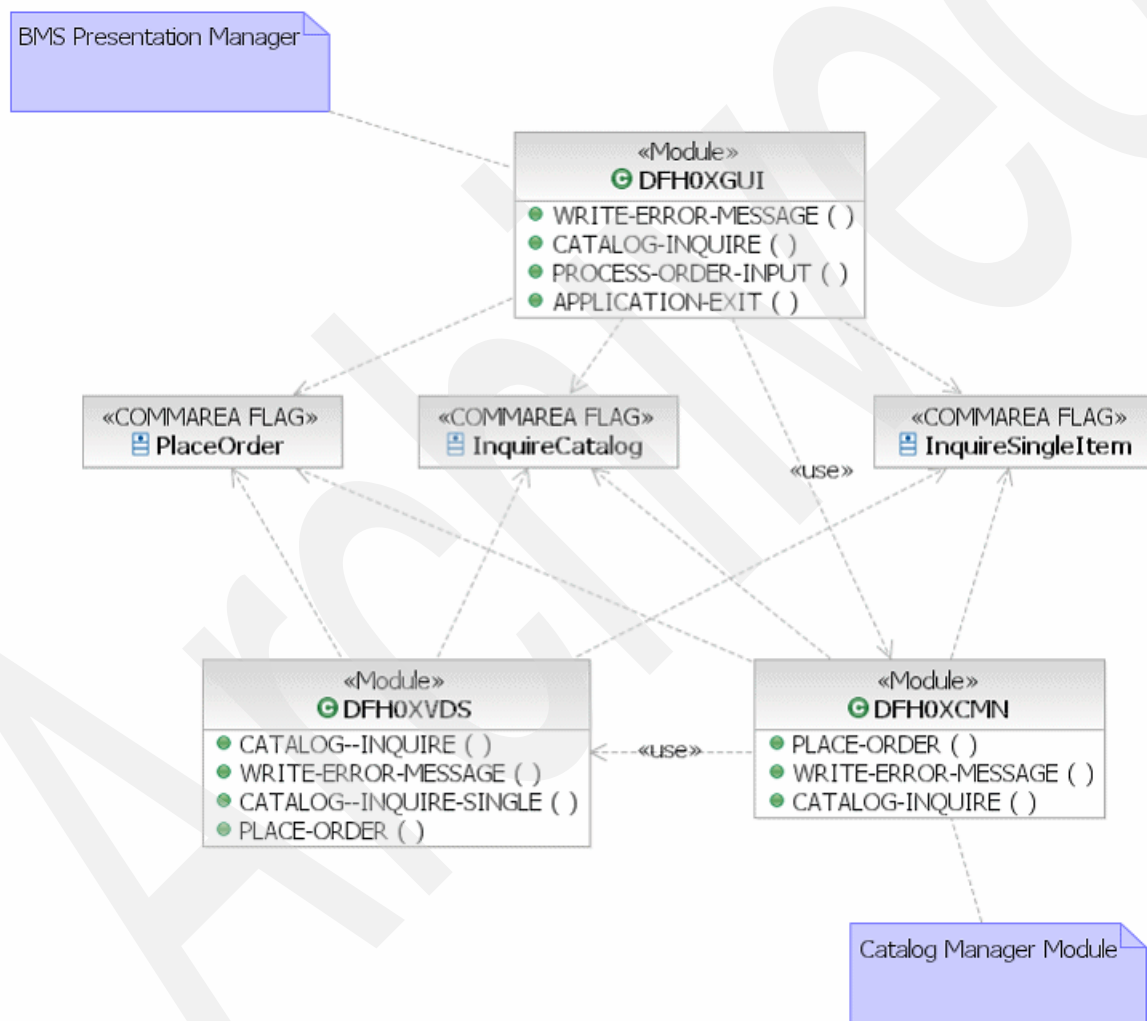 BMS Presentation Manager
«Module»
DFH0XGUI
WRITE-ERROR-MESSAGE ( )
CATALOG-INQUIRE ( )
PROCESS-ORDER-INPUT ( )
APPLICATION-EXIT ( )
«COMMAREA FLAG»
PlaceOrder
«COMMAREA FLAG»
InquireCatalog
«COMMAREA FLAG»
InquireSingleItem
«use»
«Module»
DFH0XVDS
CATALOG--INQUIRE ( )
WRITE-ERROR-MESSAGE ( )
CATALOG--INQUIRE-SINGLE ( )
PLACE-ORDER ( )
«use»
«Module»
DFH0XCMN
PLACE-ORDER ( )
WRITE-ERROR-MESSAGE ( )
CATALOG-INQUIRE ( )
Catalog Manager Module